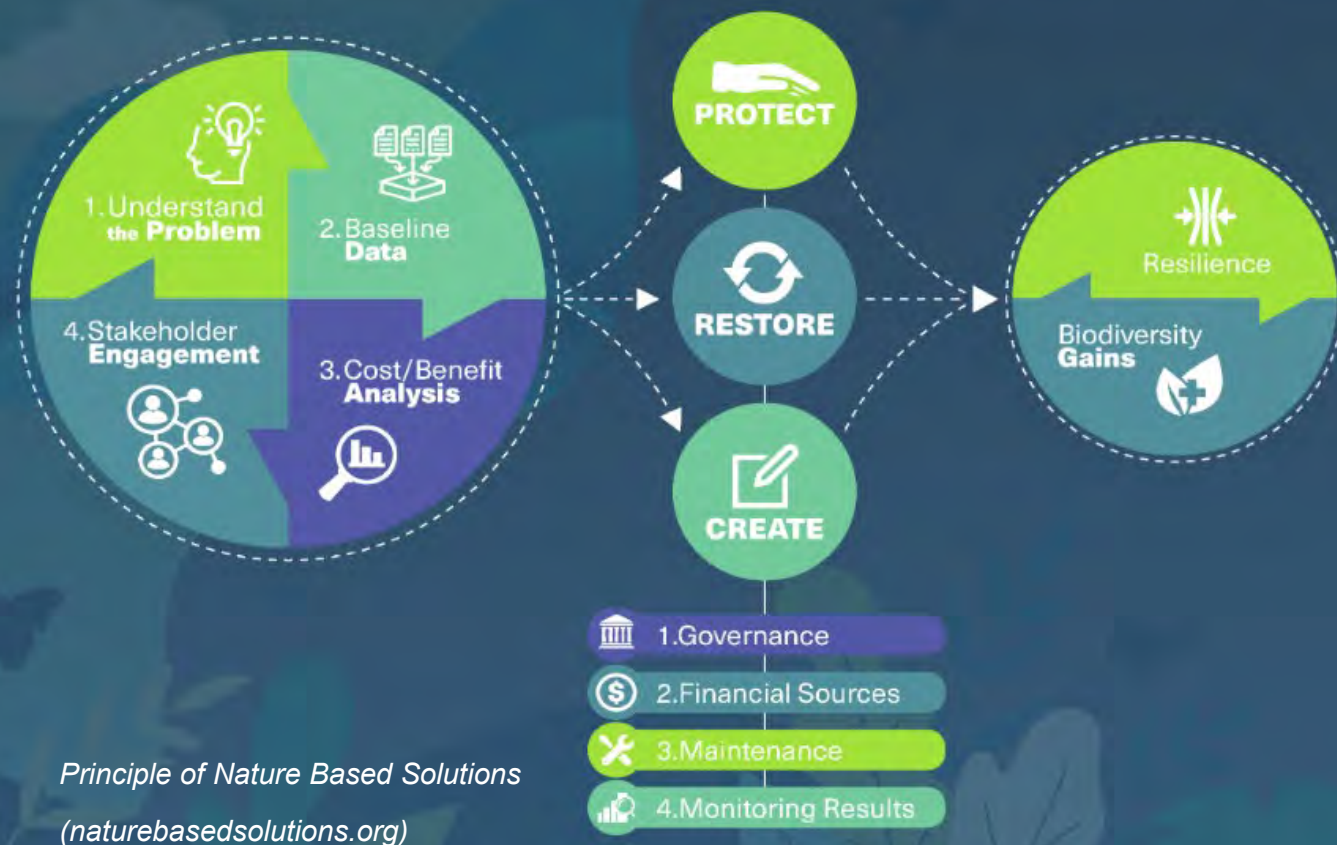 1.Understand
the Problem
2.Baseline
Data
3.Cost/Benefit
Analysis
4.Stakeholder
Engagement
PROTECT
RESTORE
CREATE
1.Governance
2.Financial Sources
3.Maintenance
4.Monitoring Results
Resilience
Biodiversity
Gains
Principle of Nature Based Solutions
(naturebasedsolutions.org)